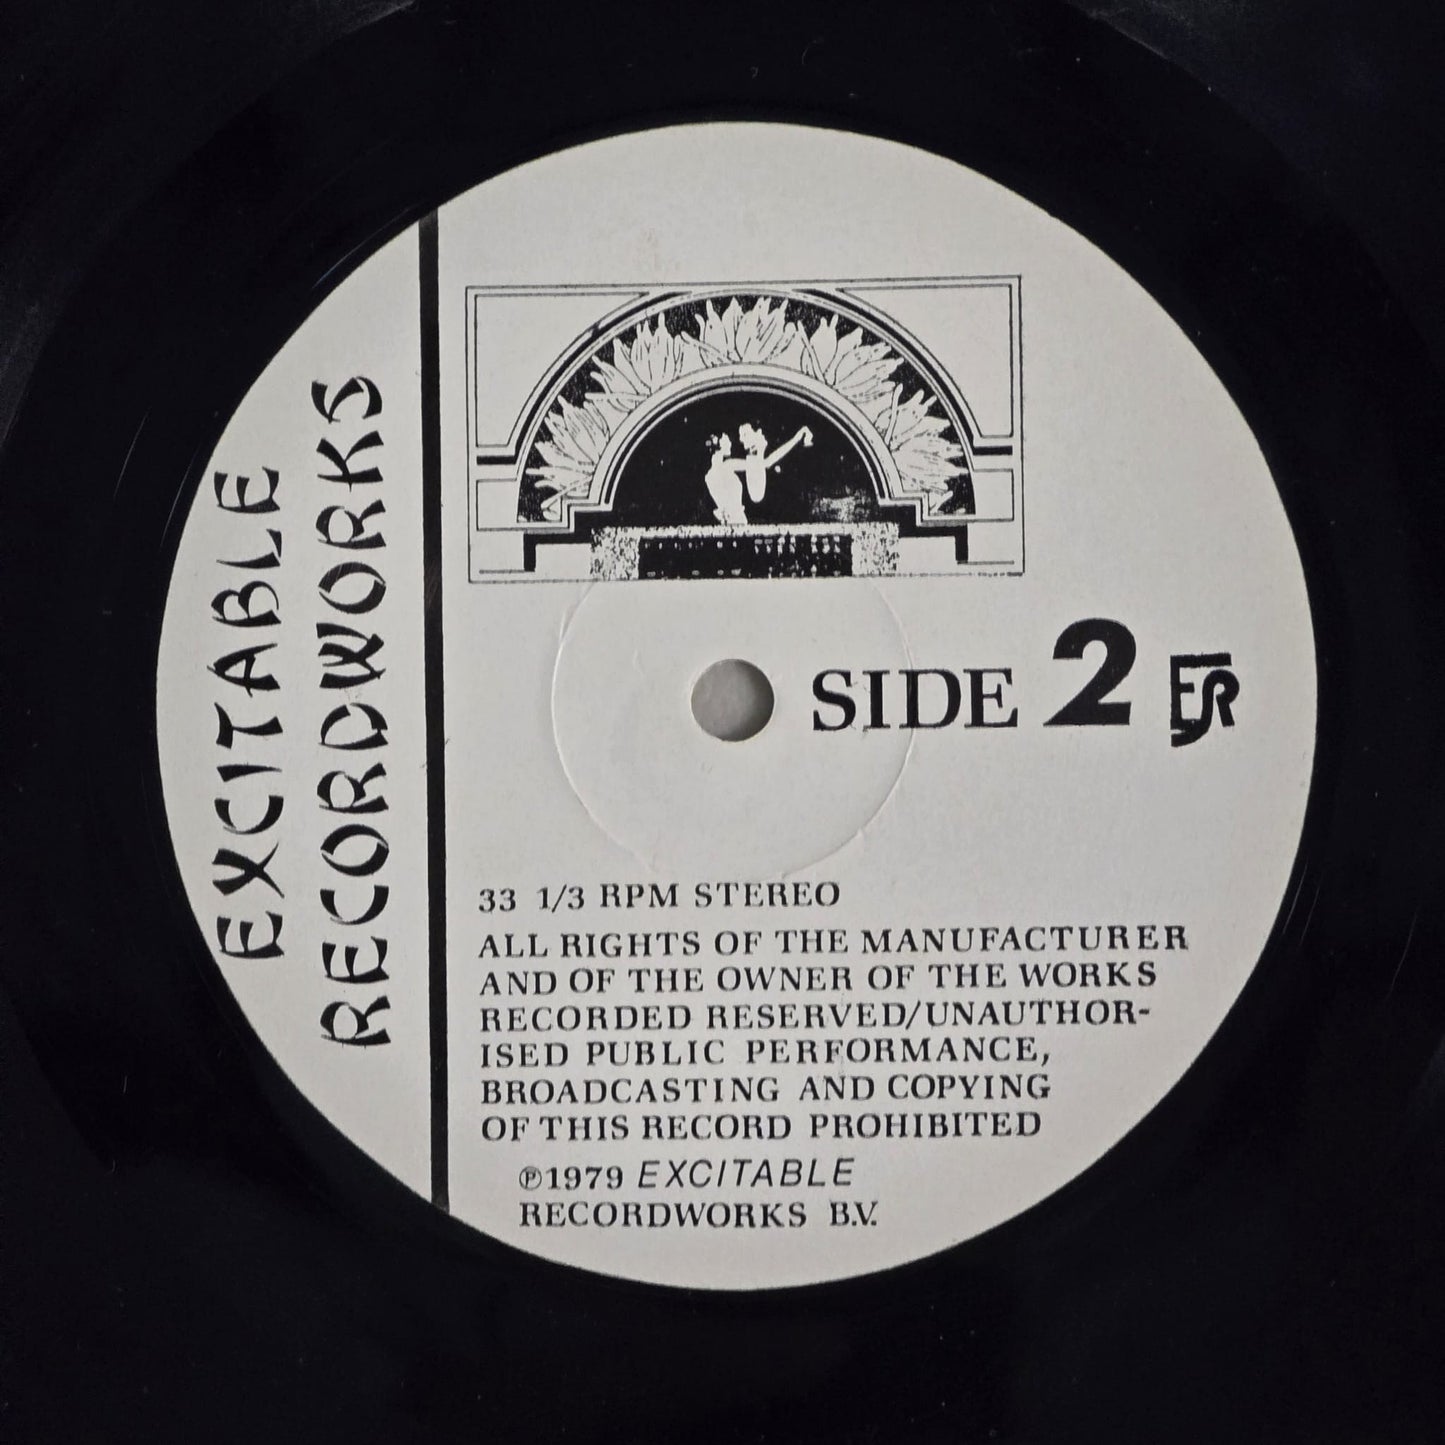 EXCITABLE
RECORDWORKS
SIDE 2 EJR
33 1/3 RPM STEREO
ALL RIGHTS OF THE MANUFACTURER
AND OF THE OWNER OF THE WORKS
RECORDED RESERVED/UNAUTHOR-
ISED PUBLIC PERFORMANCE,
BROADCASTING AND COPYING
OF THIS RECORD PROHIBITED
℗1979 EXCITABLE
RECORDWORKS B.V.